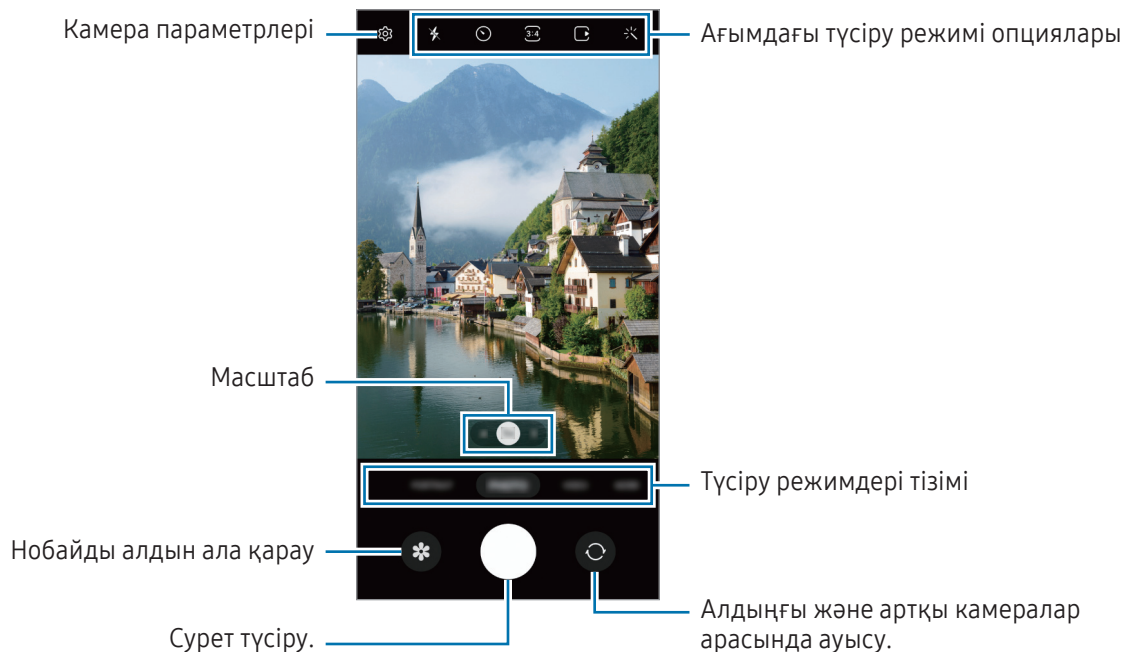 Камера параметрлері
3:4
Ағымдағы түсіру режимі опциялары
Масштаб
Түсіру режимдері тізімі
Нобайды алдын ала қарау
Сурет түсіру.
Алдыңғы және артқы камералар
арасында ауысу.